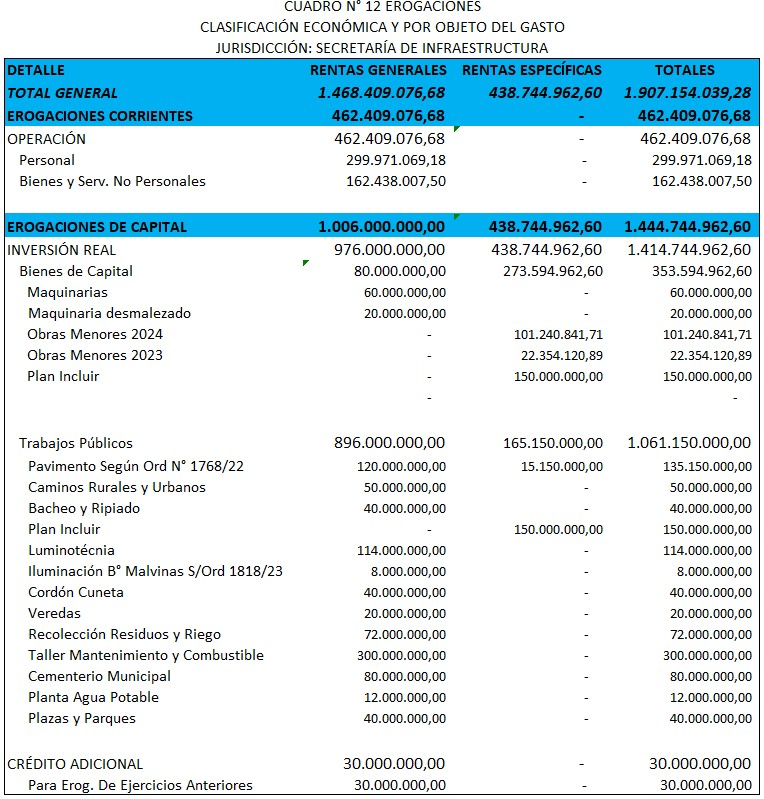 CUADRO N° 12 EROGACIONES
CLASIFICACIÓN ECONÓMICA Y POR OBJETO DEL GASTO
JURISDICCIÓN: SECRETARÍA DE INFRAESTRUCTURA
DETALLE RENTAS GENERALES RENTAS ESPECÍFICAS TOTALES
TOTAL GENERAL 1.468.409.076,68 438.744.962,60 1.907.154.039,28
EROGACIONES CORRIENTES 462.409.076,68 - 462.409.076,68
OPERACIÓN 462.409.076,68 - 462.409.076,68
Personal 299.971.069,18 - 299.971.069,18
Bienes y Serv. No Personales 162.438.007,50 - 162.438.007,50
EROGACIONES DE CAPITAL 1.006.000.000,00 438.744.962,60 1.444.744.962,60
INVERSIÓN REAL 976.000.000,00 438.744.962,60 1.414.744.962,60
Bienes de Capital 80.000.000,00 273.594.962,60 353.594.962,60
Maquinarias 60.000.000,00 - 60.000.000,00
Maquinaria desmalezado 20.000.000,00 - 20.000.000,00
Obras Menores 2024 - 101.240.841,71 101.240.841,71
Obras Menores 2023 - 22.354.120,89 22.354.120,89
Plan Incluir - 150.000.000,00 150.000.000,00
- -
Trabajos Públicos 896.000.000,00 165.150.000,00 1.061.150.000,00
Pavimento Según Ord N° 1768/22 120.000.000,00 15.150.000,00 135.150.000,00
Caminos Rurales y Urbanos 50.000.000,00 - 50.000.000,00
Bacheo y Ripiado 40.000.000,00 - 40.000.000,00
Plan Incluir - 150.000.000,00 150.000.000,00
Luminotécnia 114.000.000,00 - 114.000.000,00
Iluminación B° Malvinas S/Ord 1818/23 8.000.000,00 - 8.000.000,00
Cordón Cuneta 40.000.000,00 - 40.000.000,00
Veredas 20.000.000,00 - 20.000.000,00
Recolección Residuos y Riego 72.000.000,00 - 72.000.000,00
Taller Mantenimiento y Combustible 300.000.000,00 - 300.000.000,00
Cementerio Municipal 80.000.000,00 - 80.000.000,00
Planta Agua Potable 12.000.000,00 - 12.000.000,00
Plazas y Parques 40.000.000,00 - 40.000.000,00
CRÉDITO ADICIONAL 30.000.000,00 - 30.000.000,00
Para Erog. De Ejercicios Anteriores 30.000.000,00 - 30.000.000,00